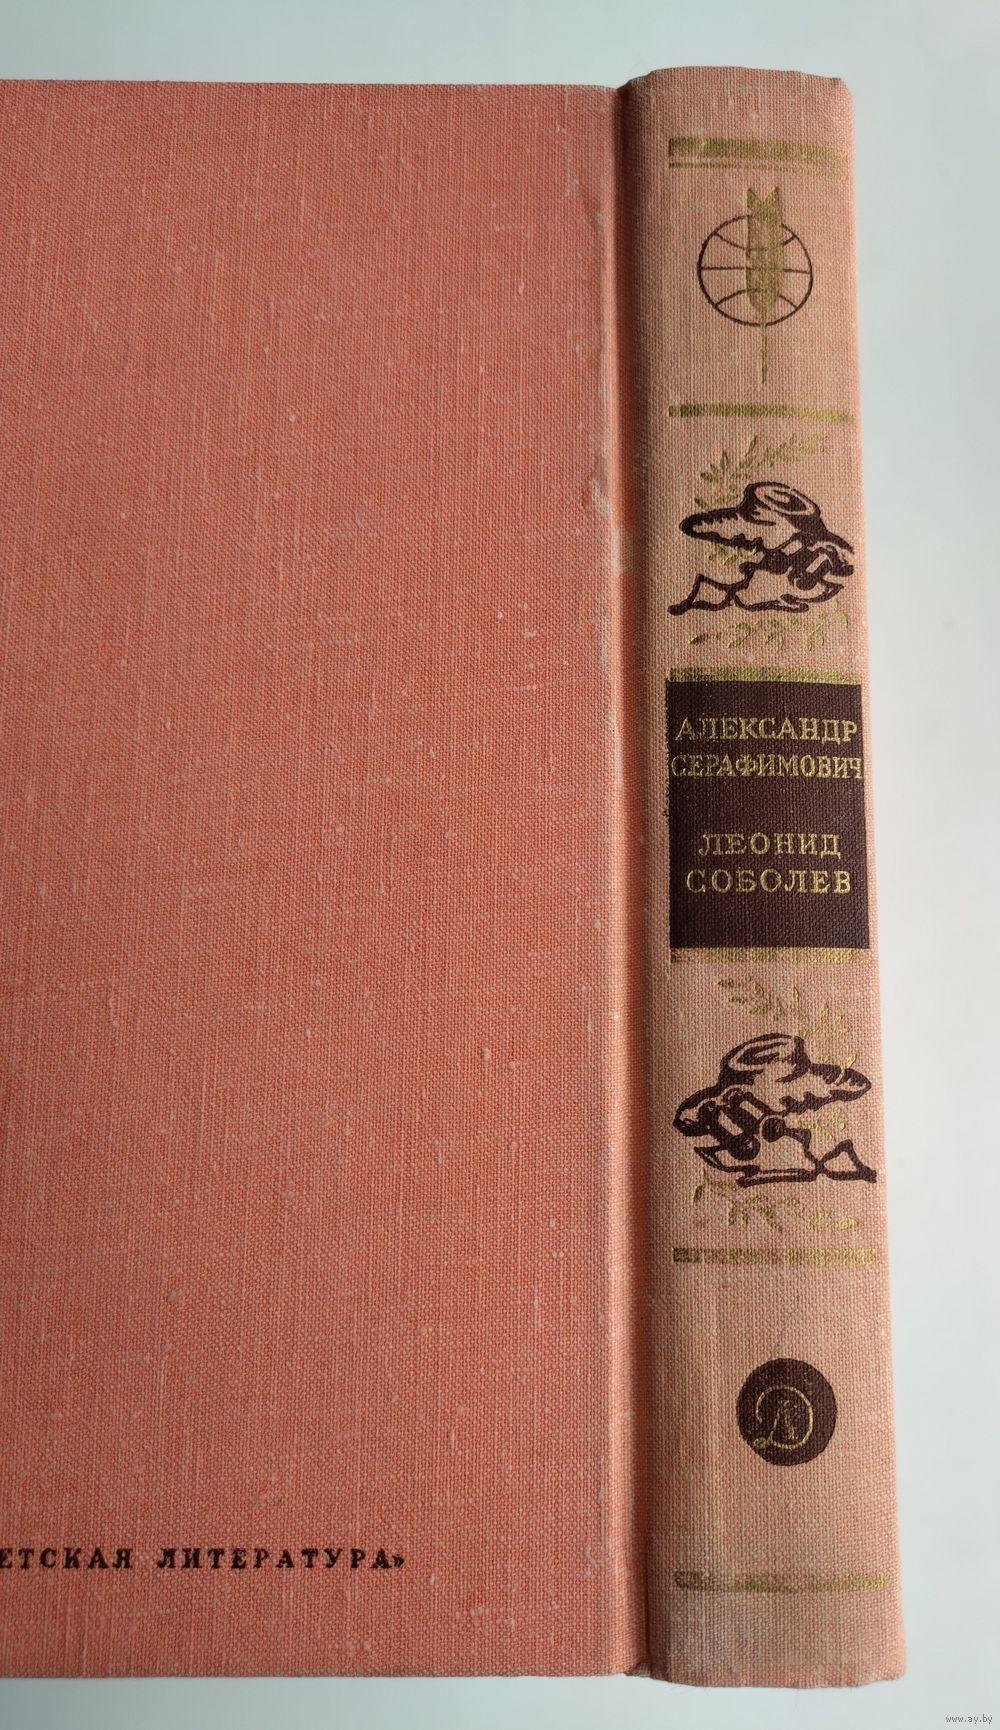 АЛЕКСАНДР
СЕРАФИМОВИЧ
ЛЕОНИД
СОБОЛЕВ
ДЛ
ЕТСКАЯ ЛИТЕРАТУРА»
www.ay.by